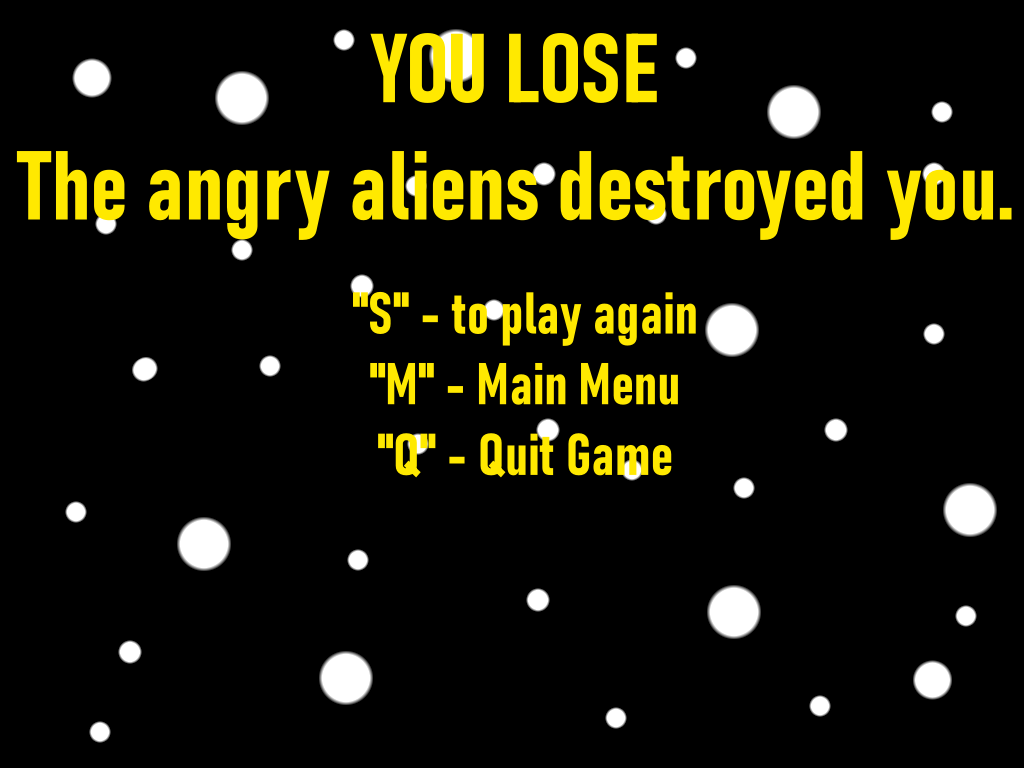 YOU LOSE
The angry aliens destroyed you.
"S" - to play again
"M" - Main Menu
"Q" - Quit Game